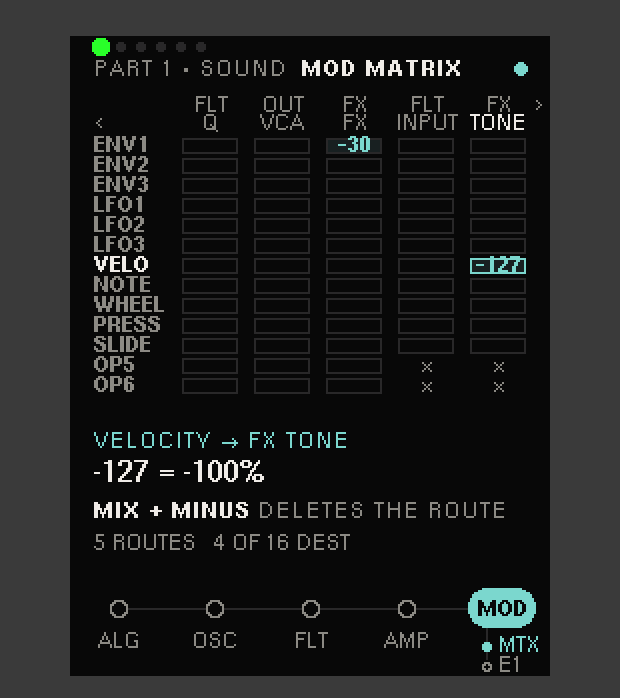 PART 1 · SOUND MOD MATRIX
FLT OUT FX FLT FX >
< Q VCA FX INPUT TONE
ENV1 -30
ENV2
ENV3
LFO1
LFO2
LFO3
VELO -127
NOTE
WHEEL
PRESS
SLIDE
OP5 × ×
OP6 × ×
VELOCITY → FX TONE
-127 = -100%
MIX + MINUS DELETES THE ROUTE
5 ROUTES 4 OF 16 DEST
MOD
ALG OSC FLT AMP MTX
E1